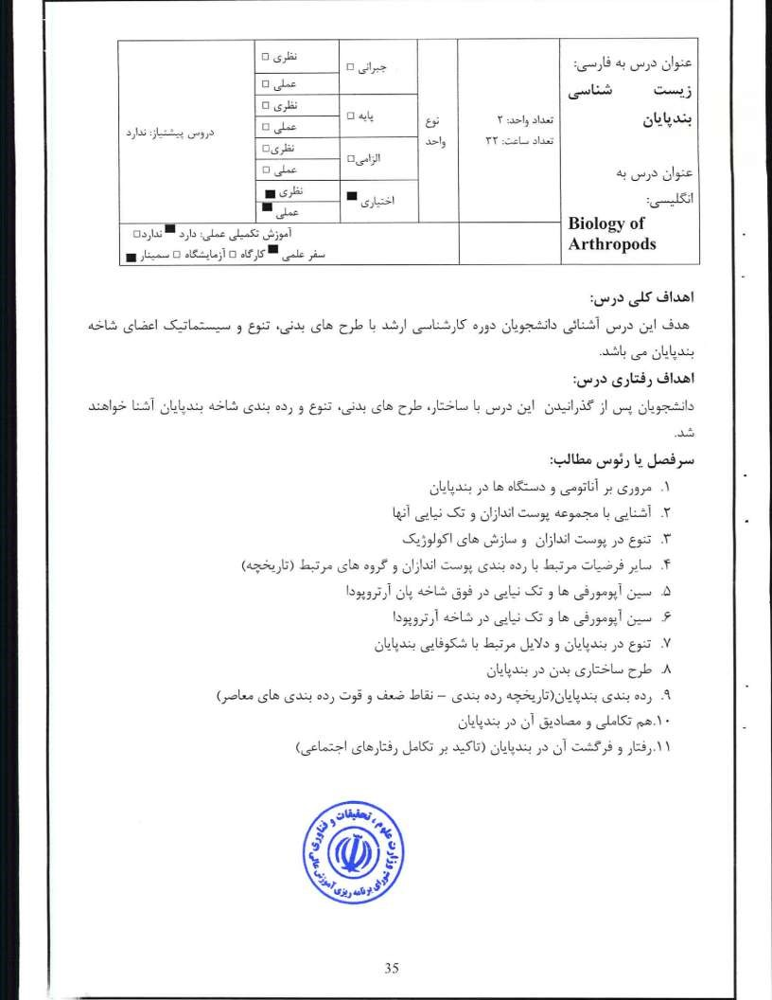 عنوان درس به فارسی:
زیست شناسی
بندپایان
عنوان درس به
انگلیسی:
Biology of
Arthropods
تعداد واحد: ۲
تعداد ساعت: ۳۲
نوع
واحد
جبرانی □
نظری □
عملی □
پایه □
نظری □
عملی □
الزامی□
نظری□
عملی □
اختیاری ■
نظری ■
عملی ■
دروس پیشنیاز: ندارد
آموزش تکمیلی عملی: دارد ■ ندارد□
سفر علمی ■ کارگاه □ آزمایشگاه □ سمینار ■
اهداف کلی درس:
هدف این درس آشنائی دانشجویان دوره کارشناسی ارشد با طرح های بدنی، تنوع و سیستماتیک اعضای شاخه
بندپایان می باشد.
اهداف رفتاری درس:
دانشجویان پس از گذرانیدن این درس با ساختار، طرح های بدنی، تنوع و رده بندی شاخه بندپایان آشنا خواهند
شد.
سرفصل یا رئوس مطالب:
۱. مروری بر آناتومی و دستگاه ها در بندپایان
۲. آشنایی با مجموعه پوست اندازان و تک نیایی آنها
۳. تنوع در پوست اندازان و سازش های اکولوژیک
۴. سایر فرضیات مرتبط با رده بندی پوست اندازان و گروه های مرتبط (تاریخچه)
۵. سین آپومورفی ها و تک نیایی در فوق شاخه پان آرتروپودا
۶. سین آپومورفی ها و تک نیایی در شاخه آرتروپودا
۷. تنوع در بندپایان و دلایل مرتبط با شکوفایی بندپایان
۸. طرح ساختاری بدن در بندپایان
۹. رده بندی بندپایان(تاریخچه رده بندی – نقاط ضعف و قوت رده بندی های معاصر)
۱۰.هم تکاملی و مصادیق آن در بندپایان
۱۱.رفتار و فرگشت آن در بندپایان (تاکید بر تکامل رفتارهای اجتماعی)
وزارت علوم، تحقیقات و فناوری
شورای برنامه ریزی آموزش عالی
35